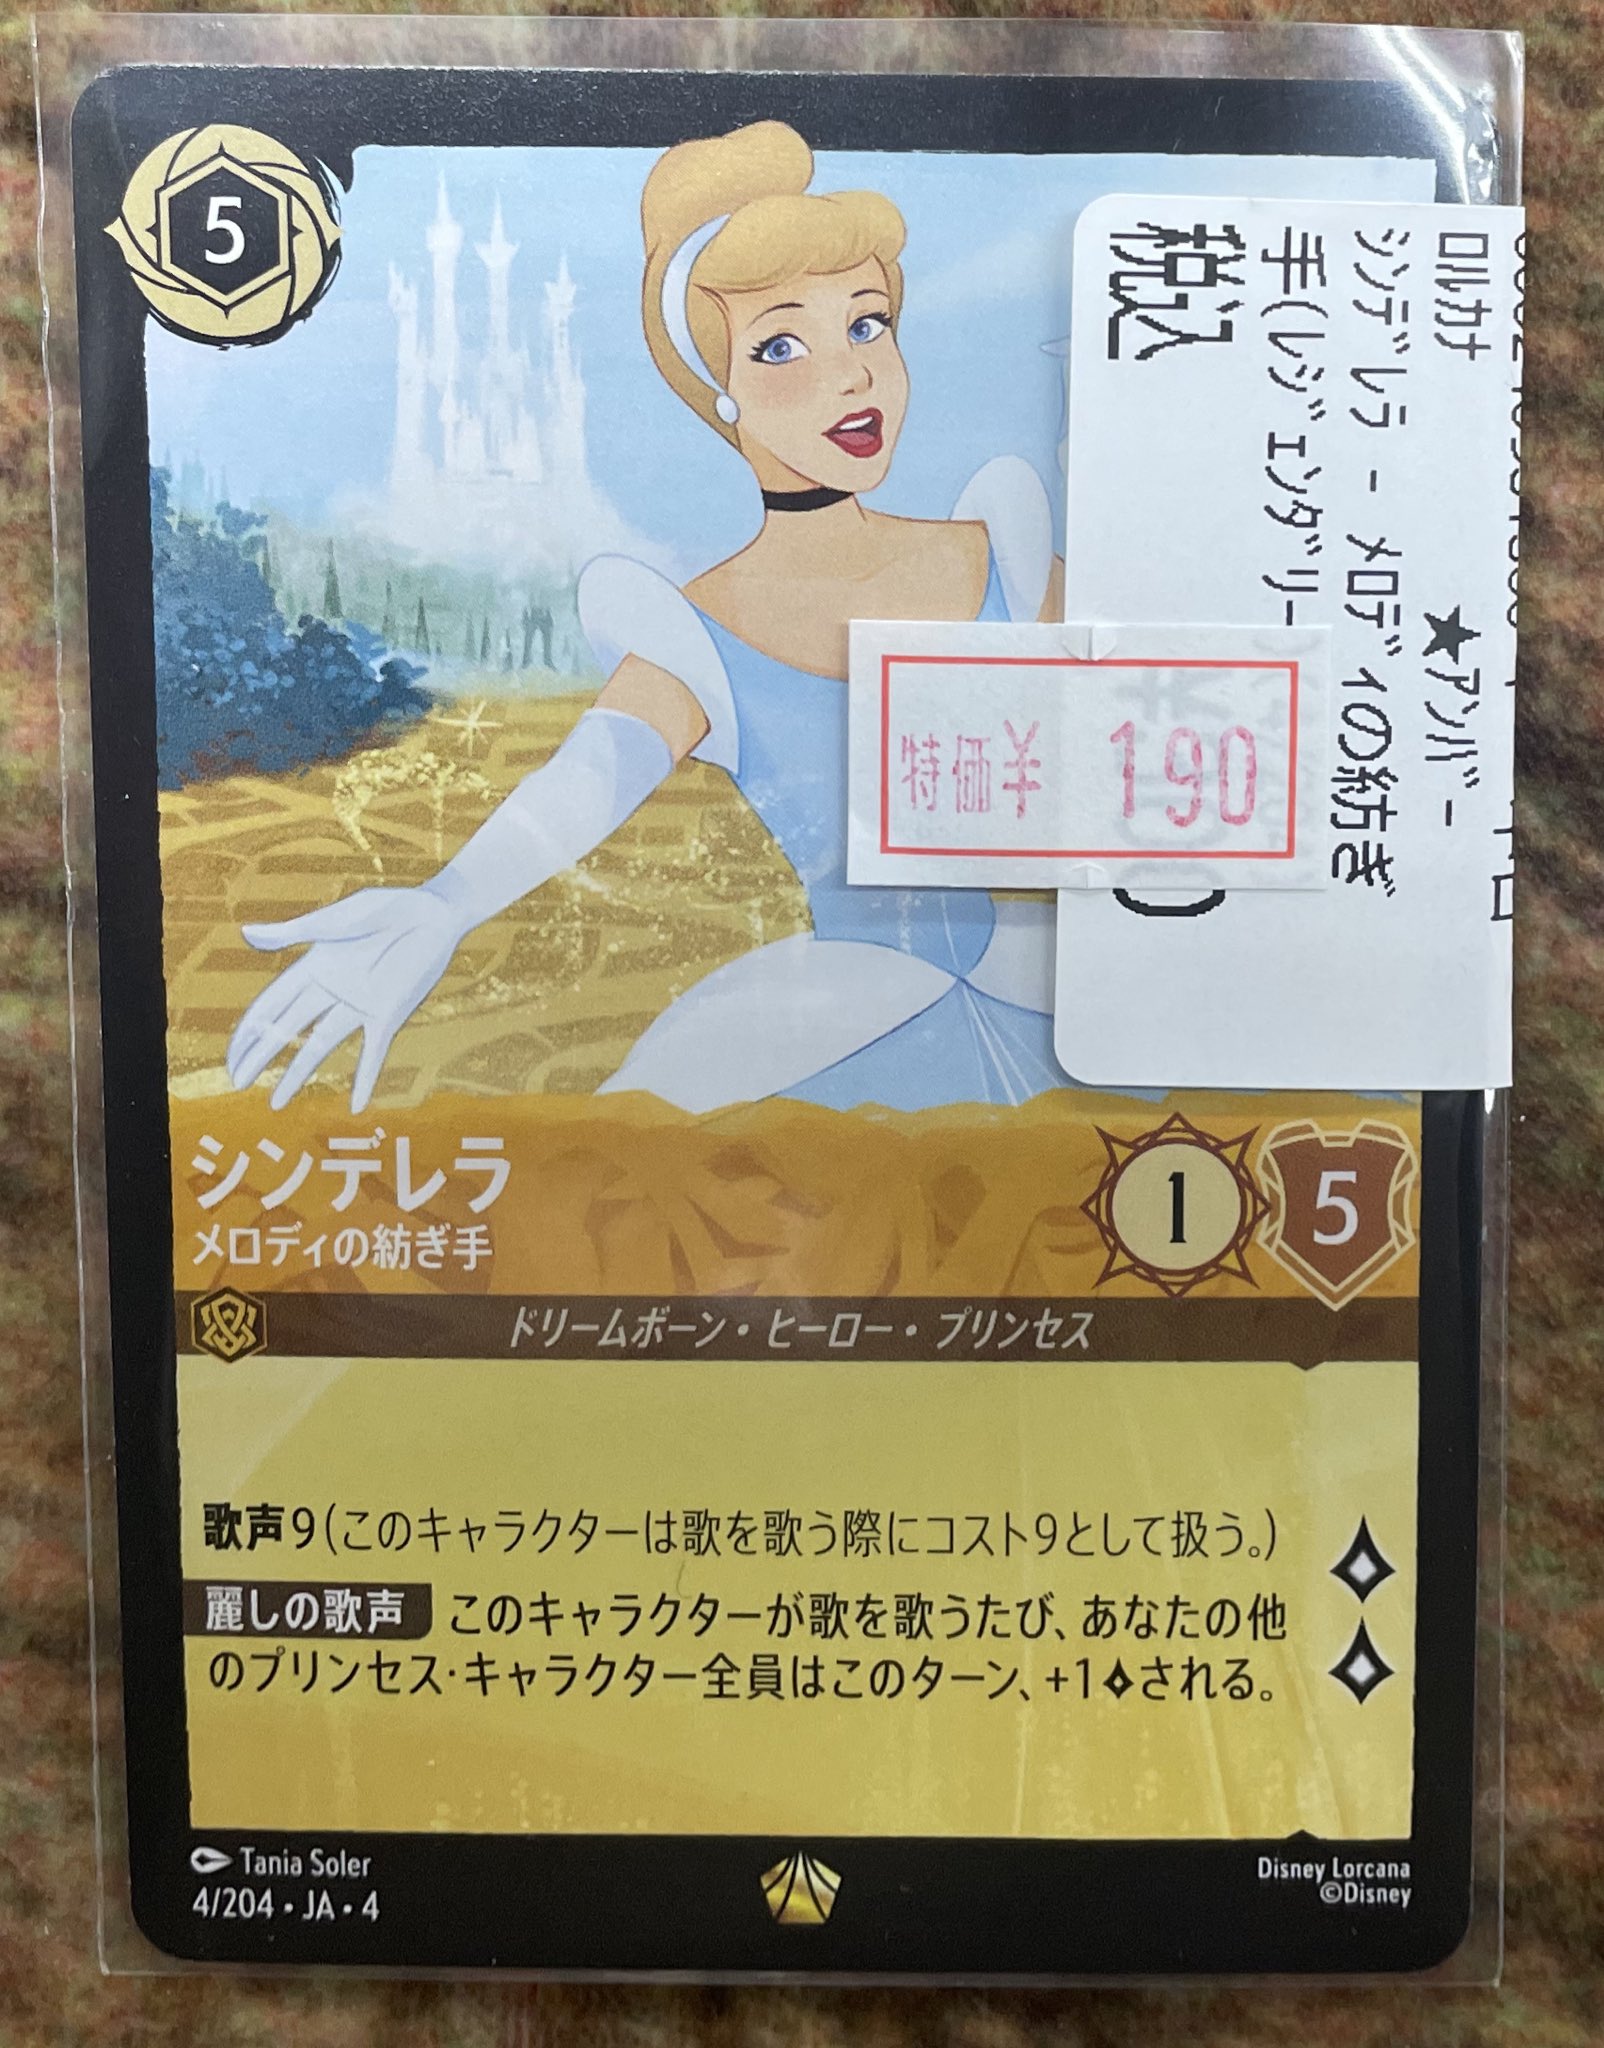 5
ロルカナ ★アンバー
シンデレラ - メロディの紡ぎ
手(レジェンダリー
税込
特価¥ 190
シンデレラ
メロディの紡ぎ手
1
5
ドリームボーン・ヒーロー・プリンセス
歌声9(このキャラクターは歌を歌う際にコスト9として扱う。)
麗しの歌声 このキャラクターが歌を歌うたび、あなたの他
のプリンセス・キャラクター全員はこのターン、+1される。
Tania Soler
4/204・JA・4
Disney Lorcana
©Disney